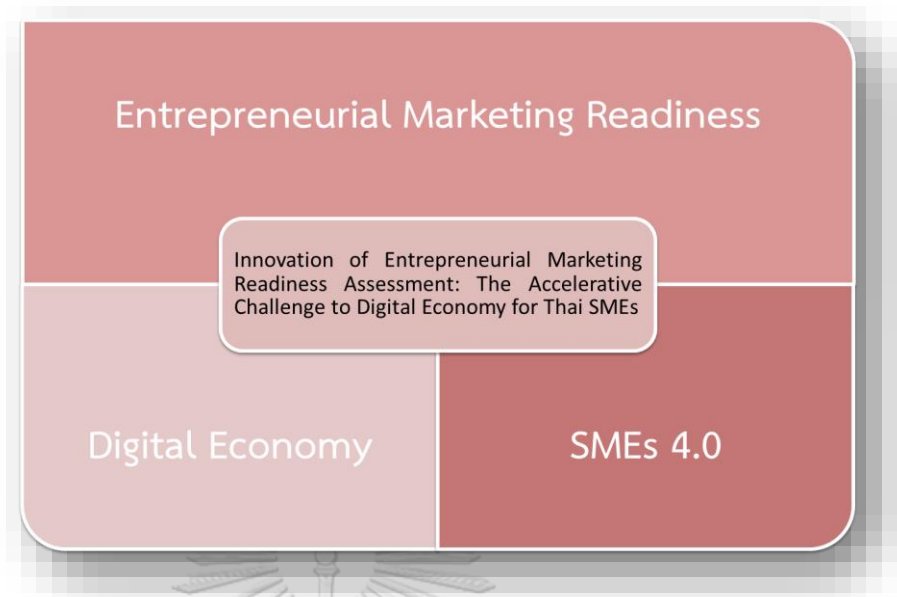 Entrepreneurial Marketing Readiness
Innovation of Entrepreneurial Marketing
Readiness Assessment: The Accelerative
Challenge to Digital Economy for Thai SMEs
Digital Economy
SMEs 4.0